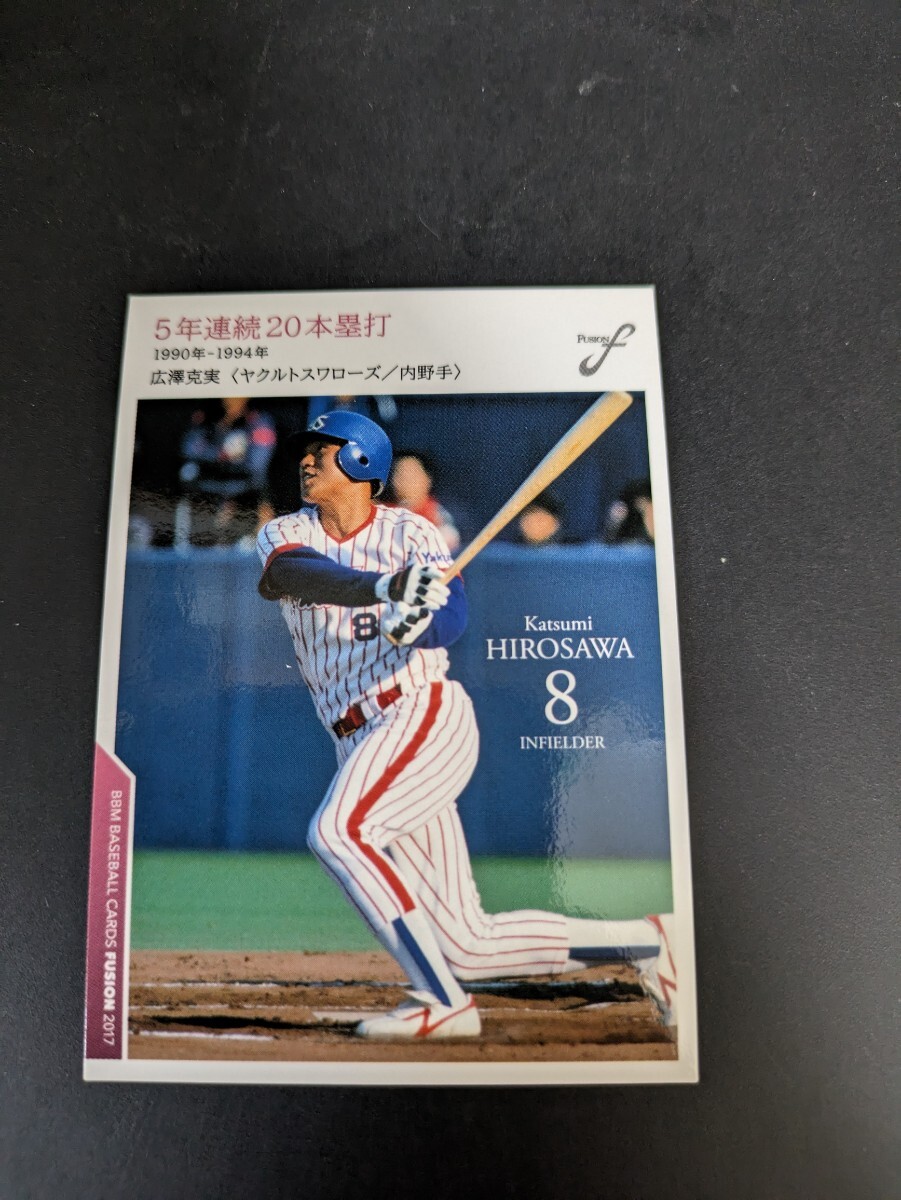 5年連続20本塁打
1990年-1994年
広澤克実〈ヤクルトスワローズ/内野手〉
FUSION f
S
Yaku
8
Katsumi
HIROSAWA
8
INFIELDER
BBM BASEBALL CARDS FUSION 2017